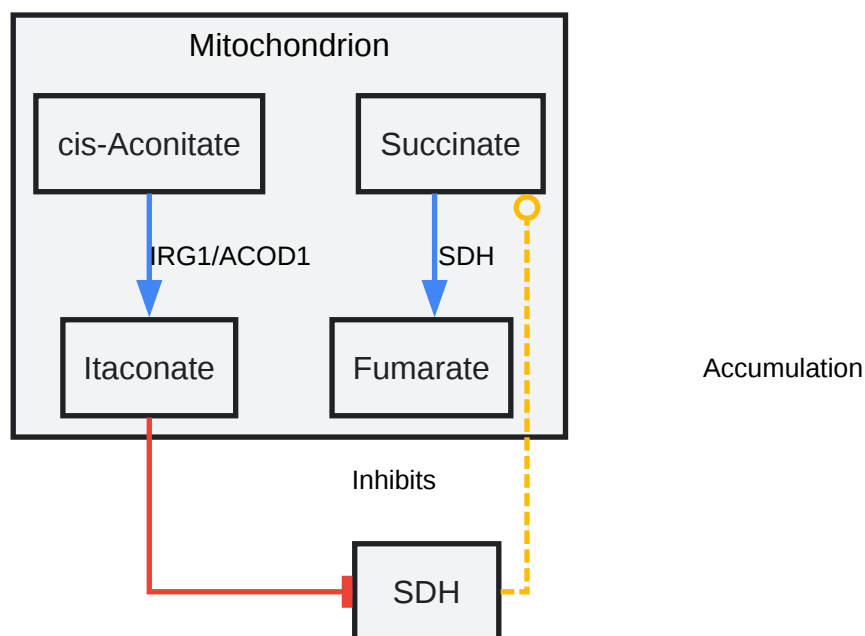 Mitochondrion
cis-Aconitate
Succinate
IRG1/ACOD1
SDH
Itaconate
Fumarate
Accumulation
Inhibits
SDH